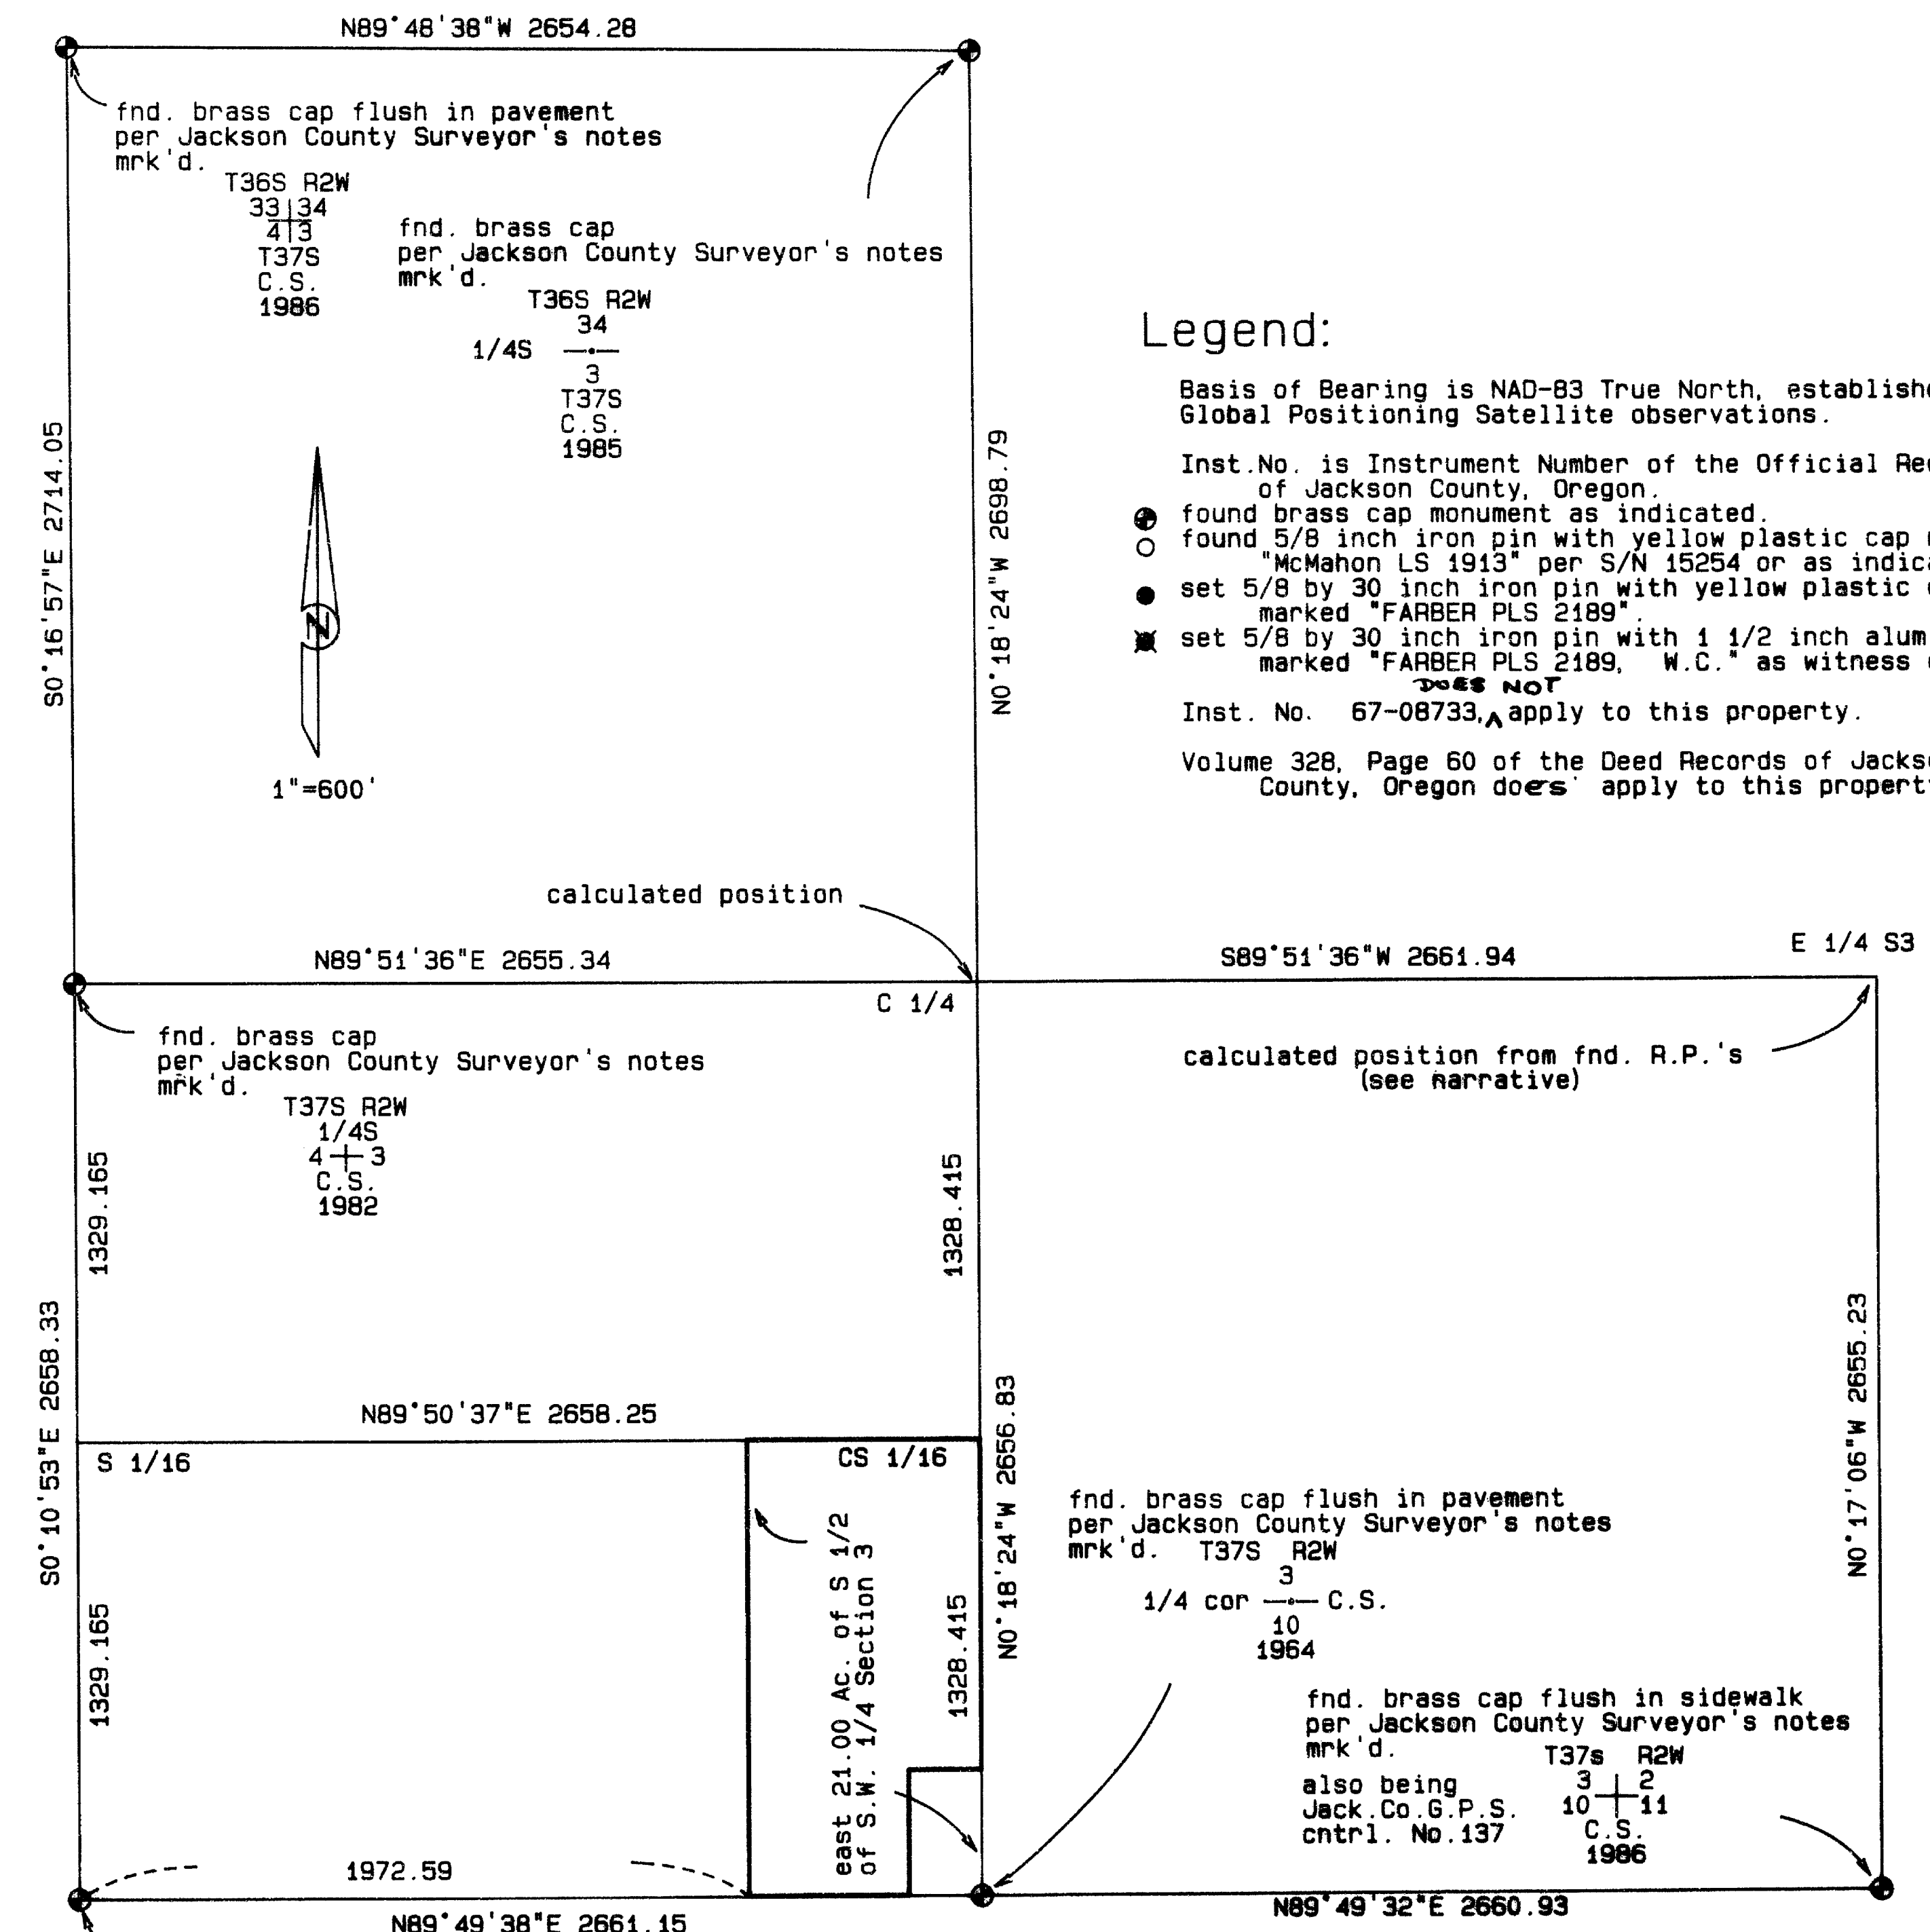 N89°48'38"W 2654.28
fnd. brass cap flush in pavement
per Jackson County Surveyor's notes
mrk'd.
T36S R2W
33 34
4 3
T37S
C.S.
1986
fnd. brass cap
per Jackson County Surveyor's notes
mrk'd.
T36S R2W
34
1/4S
3
T37S
C.S.
1985
S0°16'57"E 2714.05
N0°18'24"W 2698.79
N
1"=600'
Legend:
Basis of Bearing is NAD-83 True North,
Global Positioning Satellite observations.
Inst.No. is Instrument Number of the Official
of Jackson County, Oregon.
found brass cap monument as indicated.
found 5/8 inch iron pin with yellow plastic cap
"McMahon LS 1913" per S/N 15254 or as
set 5/8 by 30 inch iron pin with yellow plastic
marked "FARBER PLS 2189".
set 5/8 by 30 inch iron pin with 1 1/2 inch
marked "FARBER PLS 2189, W.C." as witness
DOES NOT
Inst. No. 67-08733, apply to this property.
Volume 328, Page 60 of the Deed Records of
County, Oregon does apply to this
calculated position
N89°51'36"E 2655.34
S89°51'36"W 2661.94
E 1/4 S3
C 1/4
fnd. brass cap
per Jackson County Surveyor's notes
mrk'd.
T37S R2W
1/4S
4 3
C.S.
1982
calculated position from fnd. R.P.'s
(see narrative)
1329.165
1328.415
S0°10'53"E 2658.33
N89°50'37"E 2658.25
N0°18'24"W 2656.83
N0°17'06"W 2655.23
S 1/16
CS 1/16
fnd. brass cap flush in pavement
per Jackson County Surveyor's notes
mrk'd. T37S R2W
3
1/4 cor C.S.
10
1964
1329.165
east 21.00 Ac. of S 1/2
of S.W. 1/4 Section 3
1328.415
fnd. brass cap flush in sidewalk
per Jackson County Surveyor's notes
mrk'd. T37s R2W
also being 3 2
Jack.Co.G.P.S. 10 11
cntrl. No.137 C.S.
1986
1972.59
N89°49'38"E 2661.15
N89°49'32"E 2660.93